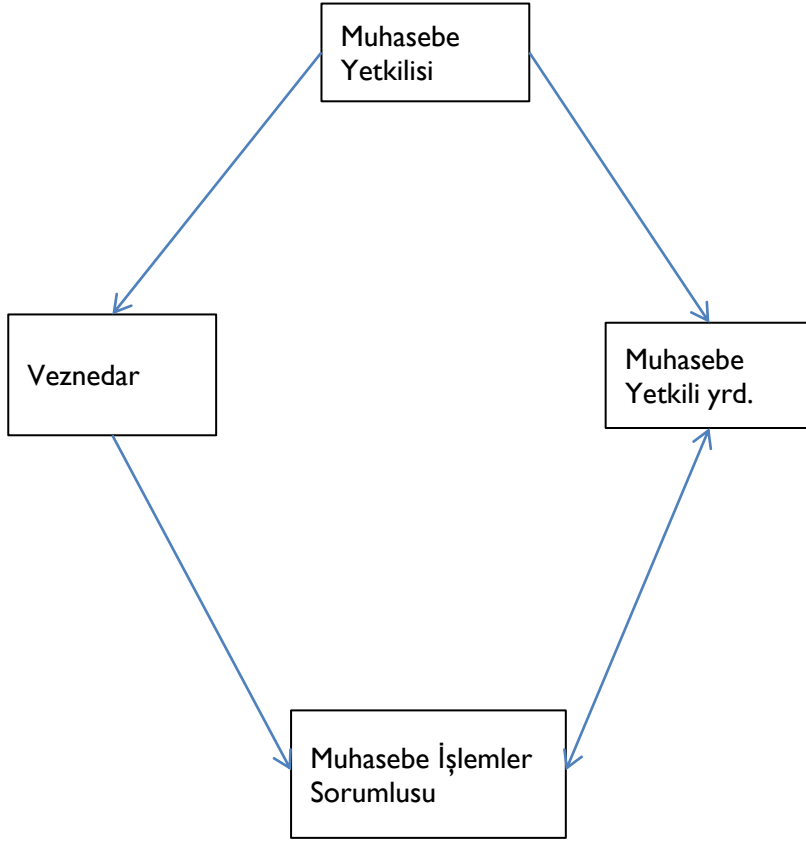 Muhasebe
Yetkilisi
Veznedar
Muhasebe
Yetkili yrd.
Muhasebe İşlemler
Sorumlusu